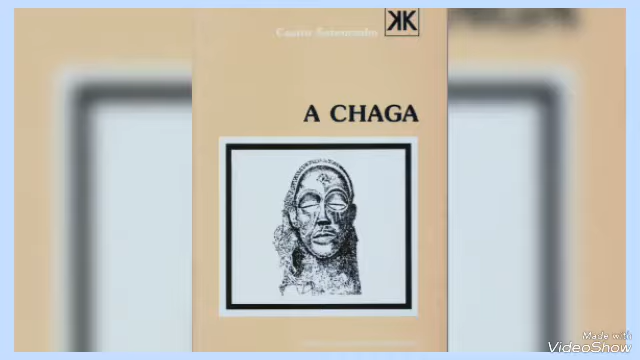 Castro Soromenho
KK
A CHAGA
Made with
VideoShow